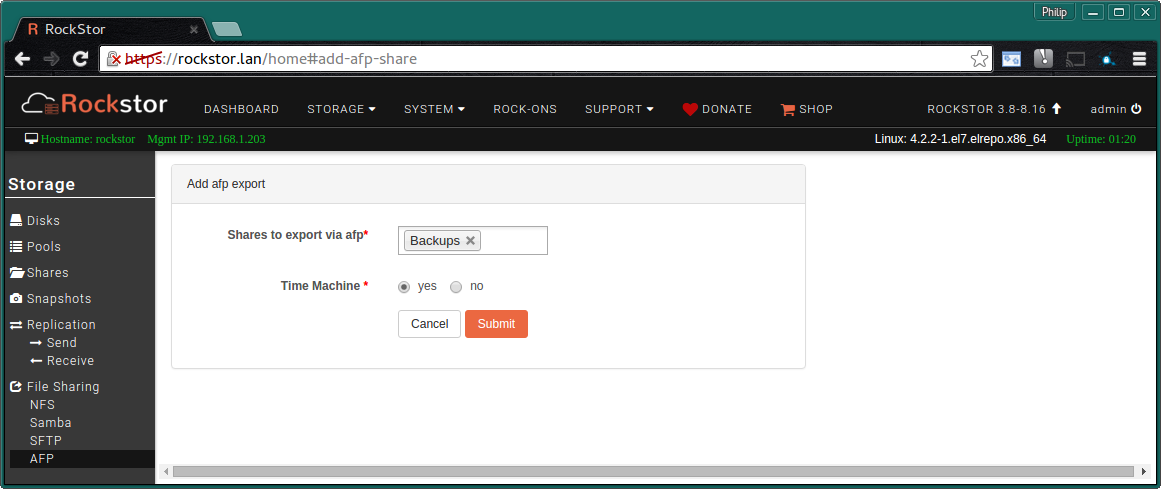 Philip
R RockStor
https://rockstor.lan/home#add-afp-share
Rockstor DASHBOARD STORAGE SYSTEM ROCK-ONS SUPPORT DONATE SHOP ROCKSTOR 3.8-8.16 admin
Hostname: rockstor Mgmt IP: 192.168.1.203 Linux: 4.2.2-1.el7.elrepo.x86_64 Uptime: 01:20
Storage
Disks
Pools
Shares
Snapshots
Replication
Send
Receive
File Sharing
NFS
Samba
SFTP
AFP
Add afp export
Shares to export via afp* Backups
Time Machine * yes no
Cancel Submit